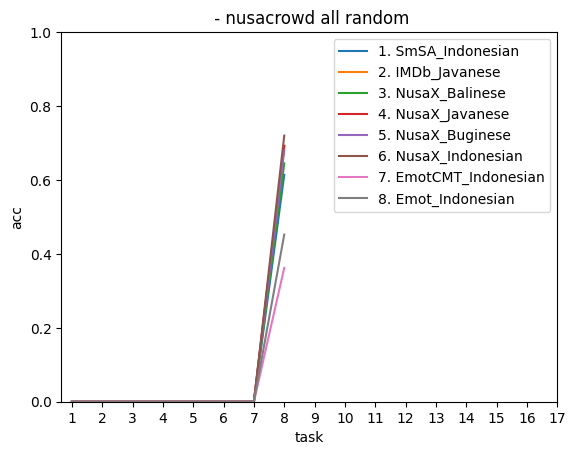 - nusacrowd all random
1.0
0.8
0.6
0.4
0.2
0.0
acc
1. SmSA_Indonesian
2. IMDb_Javanese
3. NusaX_Balinese
4. NusaX_Javanese
5. NusaX_Buginese
6. NusaX_Indonesian
7. EmotCMT_Indonesian
8. Emot_Indonesian
1 2 3 4 5 6 7 8 9 10 11 12 13 14 15 16 17
task